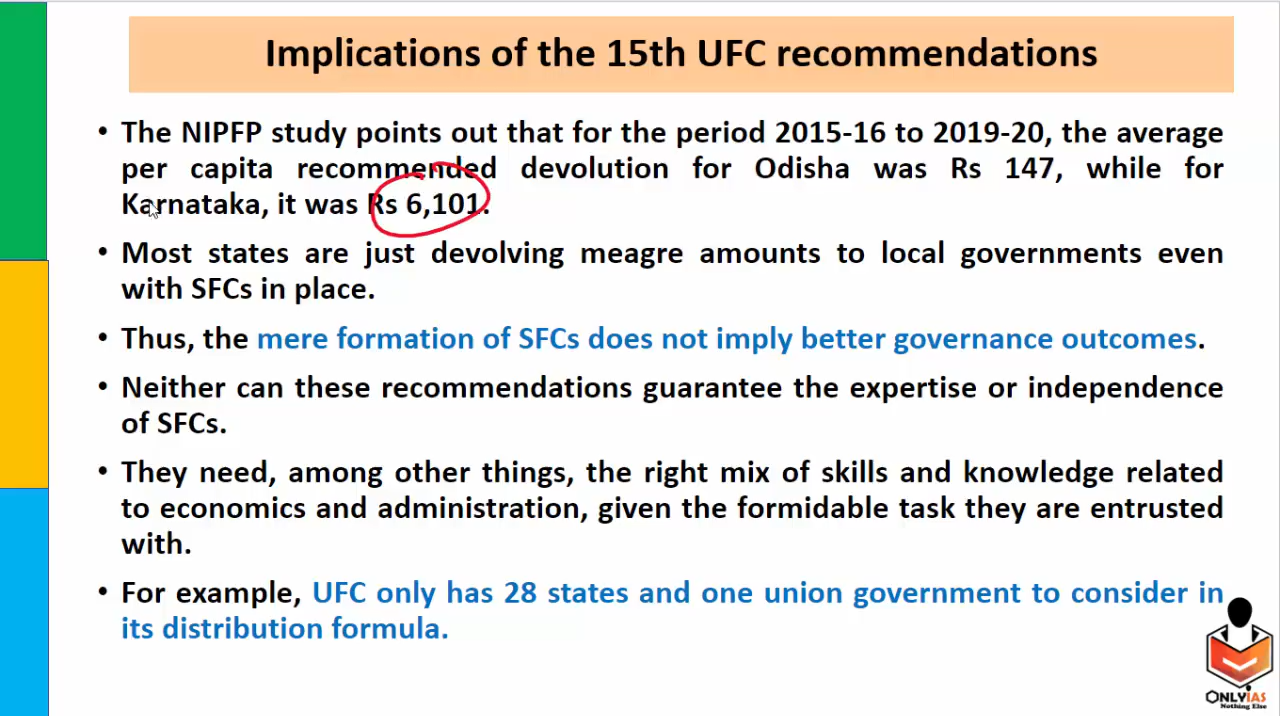 Implications of the 15th UFC recommendations
• The NIPFP study points out that for the period 2015-16 to 2019-20, the average
per capita recommended devolution for Odisha was Rs 147, while for
Karnataka, it was Rs 6,101.
• Most states are just devolving meagre amounts to local governments even
with SFCs in place.
• Thus, the mere formation of SFCs does not imply better governance outcomes.
• Neither can these recommendations guarantee the expertise or independence
of SFCs.
• They need, among other things, the right mix of skills and knowledge related
to economics and administration, given the formidable task they are entrusted
with.
• For example, UFC only has 28 states and one union government to consider in
its distribution formula.
ONLYIAS
Nothing Else